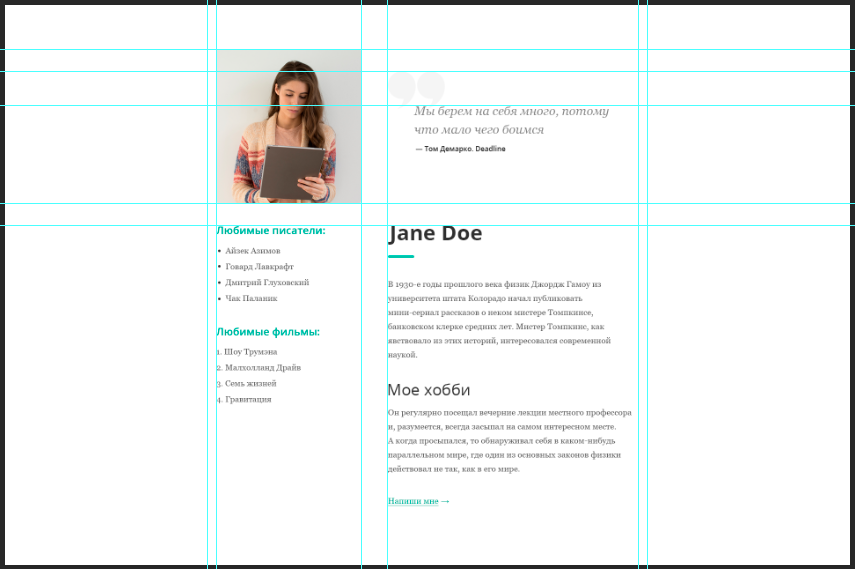 Мы берем на себя много, потому
что мало чего боимся
— Том Демарко. Deadline
Любимые писатели:
• Айзек Азимов
• Говард Лавкрафт
• Дмитрий Глуховский
• Чак Паланик
Любимые фильмы:
1. Шоу Трумэна
2. Малхолланд Драйв
3. Семь жизней
4. Гравитация
Jane Doe
В 1930-е годы прошлого века физик Джордж Гамоу из
университета штата Колорадо начал публиковать
мини-сериал рассказов о неком мистере Томпкинсе,
банковском клерке средних лет. Мистер Томпкинс, как
явствовало из этих историй, интересовался современной
наукой.
Мое хобби
Он регулярно посещал вечерние лекции местного профессора
и, разумеется, всегда засыпал на самом интересном месте.
А когда просыпался, то обнаруживал себя в каком-нибудь
параллельном мире, где один из основных законов физики
действовал не так, как в его мире.
Напиши мне →